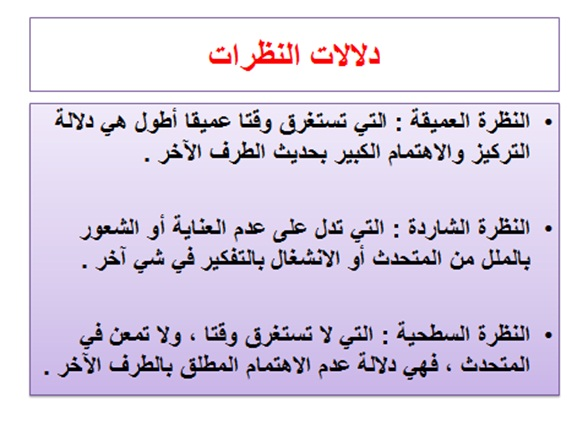 دلالات النظرات
• النظرة العميقة : التي تستغرق وقتا عميقا أطول هي دلالة
التركيز والاهتمام الكبير بحديث الطرف الآخر .
• النظرة الشاردة : التي تدل على عدم العناية أو الشعور
بالملل من المتحدث أو الانشغال بالتفكير في شي آخر .
• النظرة السطحية : التي لا تستغرق وقتا ، ولا تمعن في
المتحدث ، فهي دلالة عدم الاهتمام المطلق بالطرف الآخر .